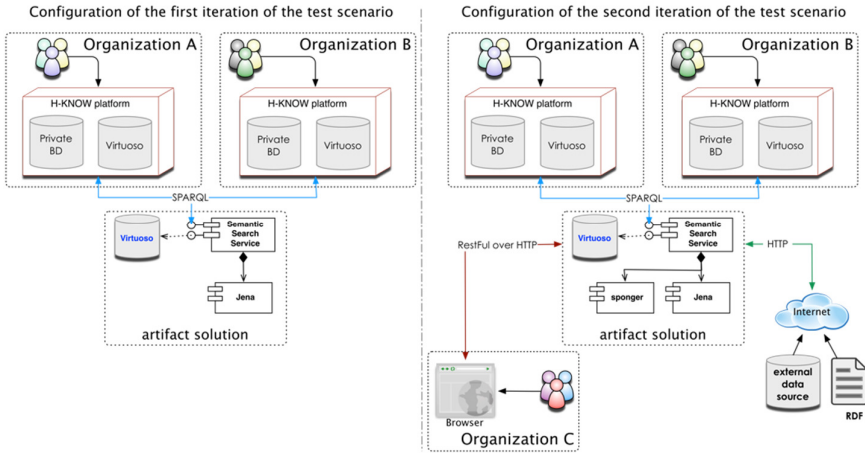 Configuration of the first iteration of the test scenario
Organization A
H-KNOW platform
Private
BD
Virtuoso
Organization B
H-KNOW platform
Private
BD
Virtuoso
SPARQL
Virtuoso
Semantic
Search
Service
Jena
artifact solution
Configuration of the second iteration of the test scenario
Organization A
H-KNOW platform
Private
BD
Virtuoso
Organization B
H-KNOW platform
Private
BD
Virtuoso
SPARQL
RestFul over HTTP
Virtuoso
Semantic
Search
Service
HTTP
sponger
Jena
artifact solution
Internet
external
data
source
RDF
Browser
Organization C